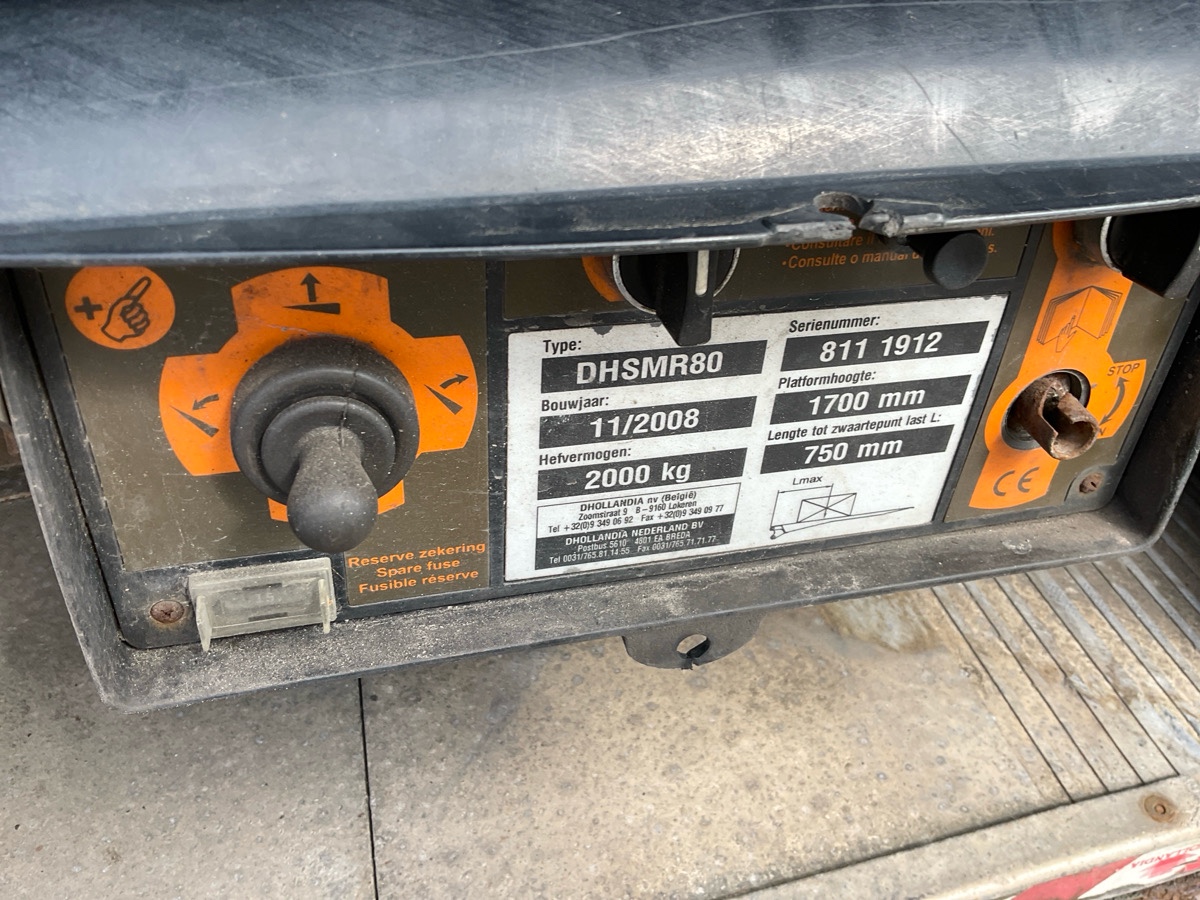 •Consulte o manual
Type:
DHSMR80
Bouwjaar:
11/2008
Hefvermogen:
2000 kg
DHOLLANDIA nv (België)
Zoomstraat 9 B-9160 Lokeren
Tel +32(0)9 349 06 92 Fax +32(0)9 349 09 77
DHOLLANDIA NEDERLAND BV
Postbus 5610 4801 EA BREDA
Tel 0031/765.81.14.55 Fax 0031/765.71.71.77
Serienummer:
811 1912
Platformhoogte:
1700 mm
Lengte tot zwaartepunt last L:
750 mm
Lmax
STOP
CE
Reserve zekering
Spare fuse
Fusible réserve